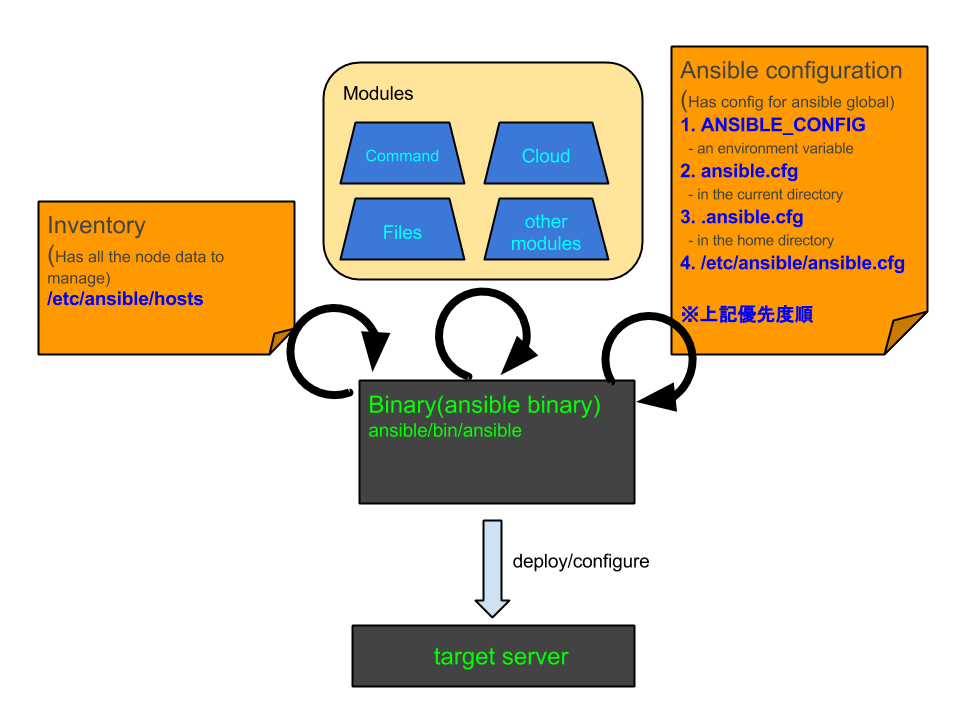 Modules
Command
Cloud
Files
other
modules
Ansible configuration
(Has config for ansible global)
1. ANSIBLE_CONFIG
- an environment variable
2. ansible.cfg
- in the current directory
3. .ansible.cfg
- in the home directory
4. /etc/ansible/ansible.cfg
※上記優先度順
Inventory
(Has all the node data to
manage)
/etc/ansible/hosts
Binary(ansible binary)
ansible/bin/ansible
deploy/configure
target server